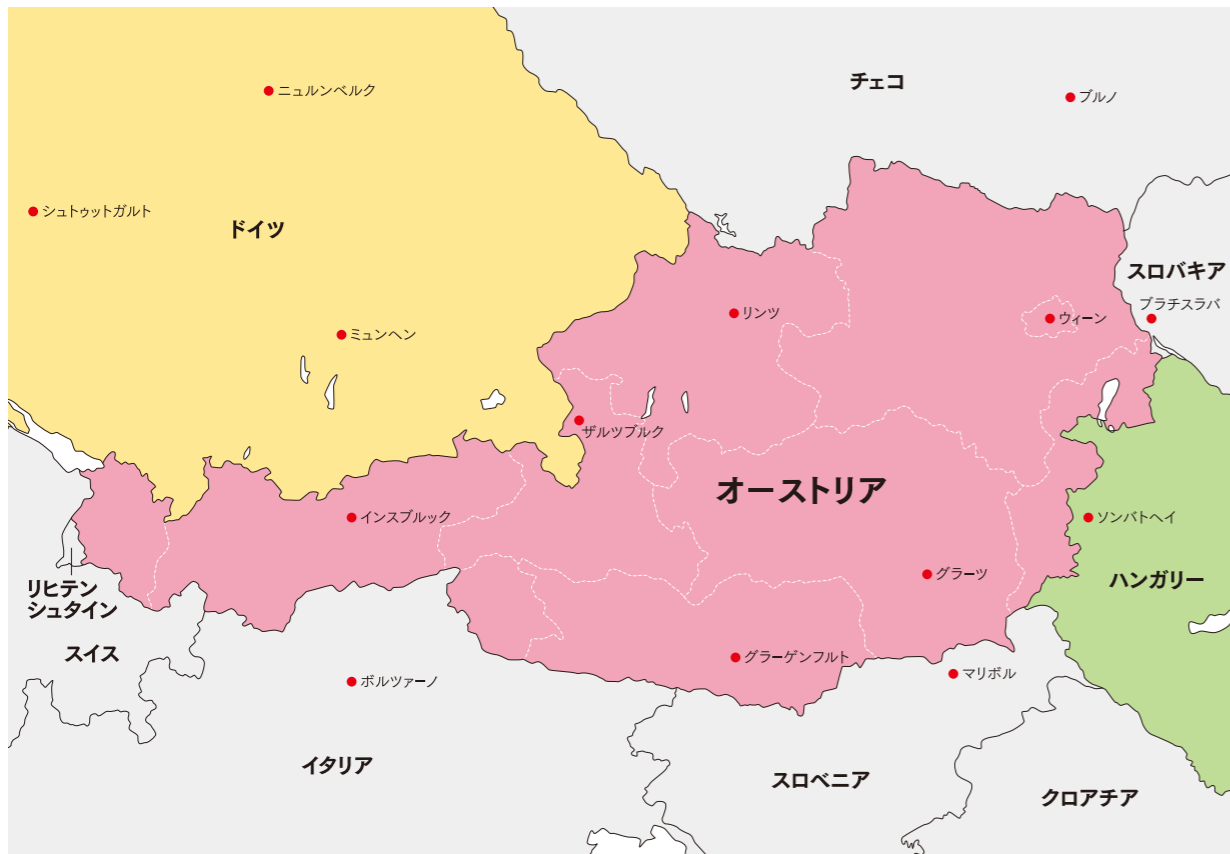 チェコ
ニュルンベルク
ブルノ
シュトゥットガルト
ドイツ
スロバキア
ブラチスラバ
リンツ
ウィーン
ミュンヘン
ザルツブルク
オーストリア
インスブルック
ソンバトヘイ
グラーツ
ハンガリー
リヒテン
シュタイン
スイス
グラーゲンフルト
マリボル
ボルツァーノ
イタリア
スロベニア
クロアチア